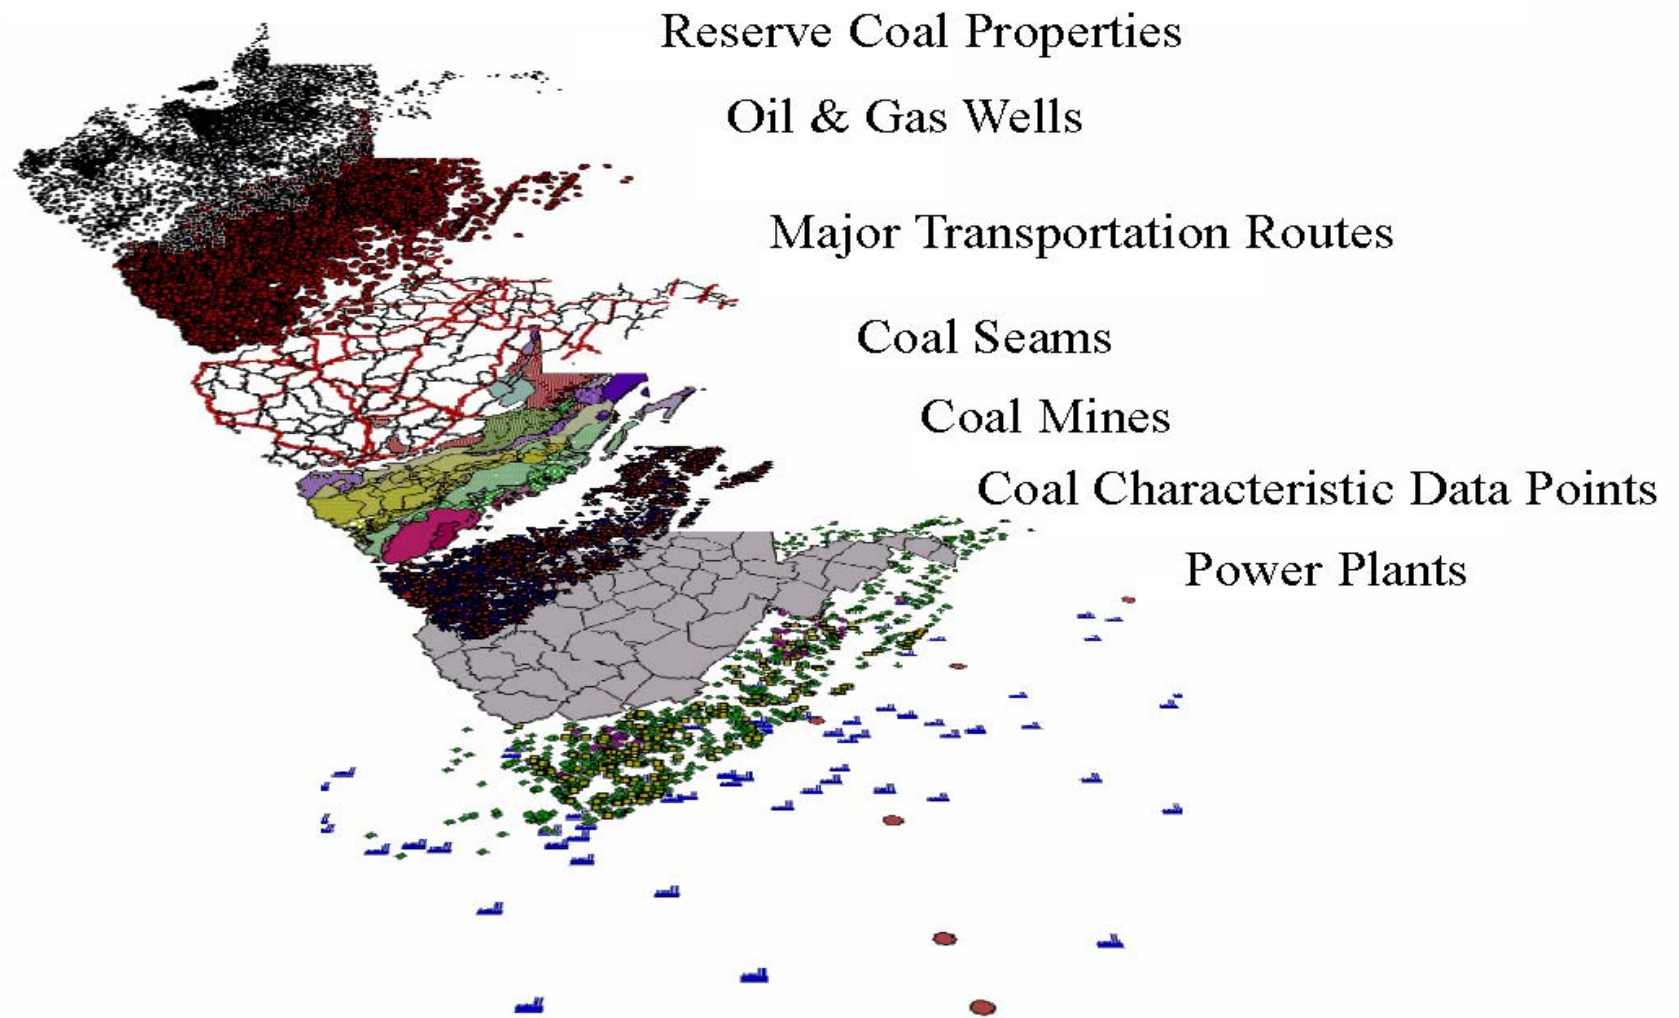 Reserve Coal Properties
Oil & Gas Wells
Major Transportation Routes
Coal Seams
Coal Mines
Coal Characteristic Data Points
Power Plants